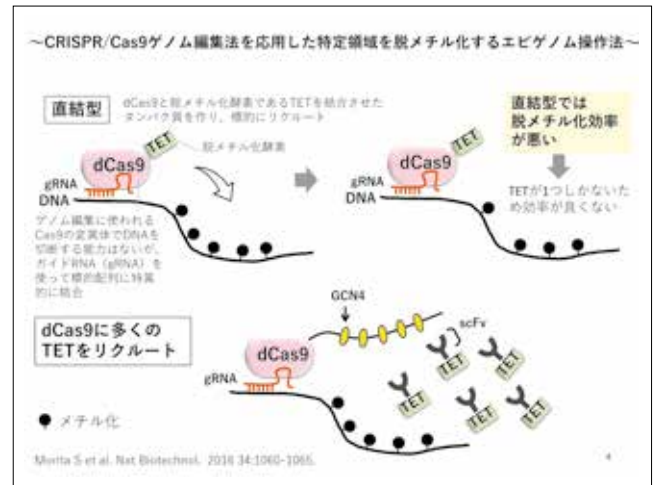 ～CRISPR/Cas9ゲノム編集法を応用した特定領域を脱メチル化するエピゲノム操作法～
直結型
dCas9と脱メチル化酵素であるTETを結合させた
タンパク質を作り、標的にリクルート
TET
脱メチル化酵素
dCas9
gRNA
DNA
ゲノム編集に使われる
Cas9の変異体でDNAを
切断する能力はないが、
ガイドRNA（gRNA）を
使って標的配列に特異
的に結合
TET
dCas9
gRNA
DNA
直結型では
脱メチル化効率
が悪い
TETが1つしかないた
め効率が良くない
dCas9に多くの
TETをリクルート
GCN4
scFv
dCas9
gRNA
TET
TET
TET
TET
TET
TET
メチル化
Morita S et al. Nat Biotechnol. 2016 34:1060-1065.
4